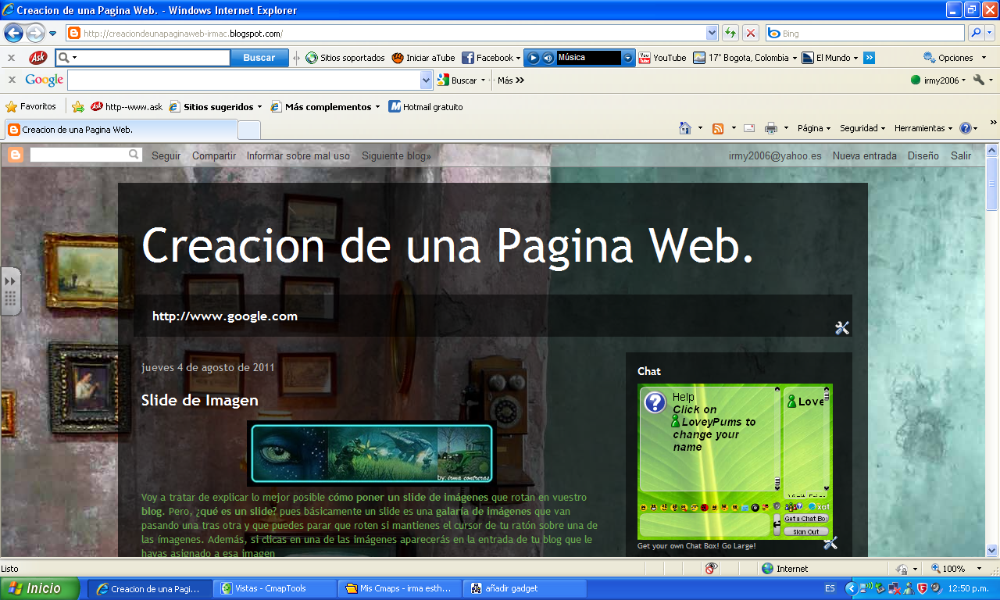 Creacion de una Pagina Web. - Windows Internet Explorer
http://creaciondeunapaginaweb-irmac.blogspot.com/
Bing
Ask
Buscar
Sitios soportados
Iniciar aTube
Facebook
Música
YouTube
17° Bogota, Colombia
El Mundo
Opciones
Google
Buscar
Más
irmy2006
Favoritos
http--www.ask
Sitios sugeridos
Más complementos
Hotmail gratuito
Creacion de una Pagina Web.
Página
Seguridad
Herramientas
Seguir Compartir Informar sobre mal uso Siguiente blog»
irmy2006@yahoo.es Nueva entrada Diseño Salir
Creacion de una Pagina Web.
http://www.google.com
jueves 4 de agosto de 2011
Slide de Imagen
by: irma contreras
Voy a tratar de explicar lo mejor posible cómo poner un slide de imágenes que rotan en vuestro
blog. Pero, ¿qué es un slide? pues básicamente un slide es una galaría de imágenes que van
pasando una tras otra y que puedes parar que roten si mantienes el cursor de tu ratón sobre una de
las ímagenes. Además, si clicas en una de las imágenes aparecerás en la entrada de tu blog que le
hayas asignado a esa imagen
Chat
Help
Click on
LoveyPums to
change your
name
Love
xat
Get a Chat Bo
Sign Out
Get your own Chat Box! Go Large!
Listo
Internet
100%
Inicio
Creacion de una Pagi...
Vistas - CmapTools
Mis Cmaps - irma esth...
añadir gadget
ES
12:50 p.m.